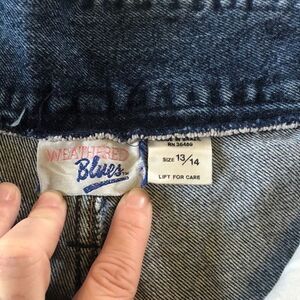 WEATHERED
Blues
RN 36480
SIZE 13/14
LIFT FOR CARE